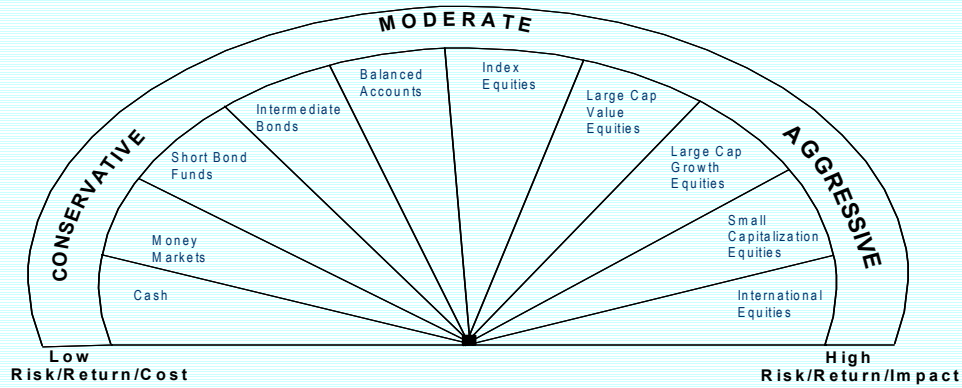 MODERATE
CONSERVATIVE
AGGRESSIVE
Cash
Money
Markets
Short Bond
Funds
Intermediate
Bonds
Balanced
Accounts
Index
Equities
Large Cap
Value
Equities
Large Cap
Growth
Equities
Small
Capitalization
Equities
International
Equities
Low
Risk/Return/Cost
High
Risk/Return/Impact